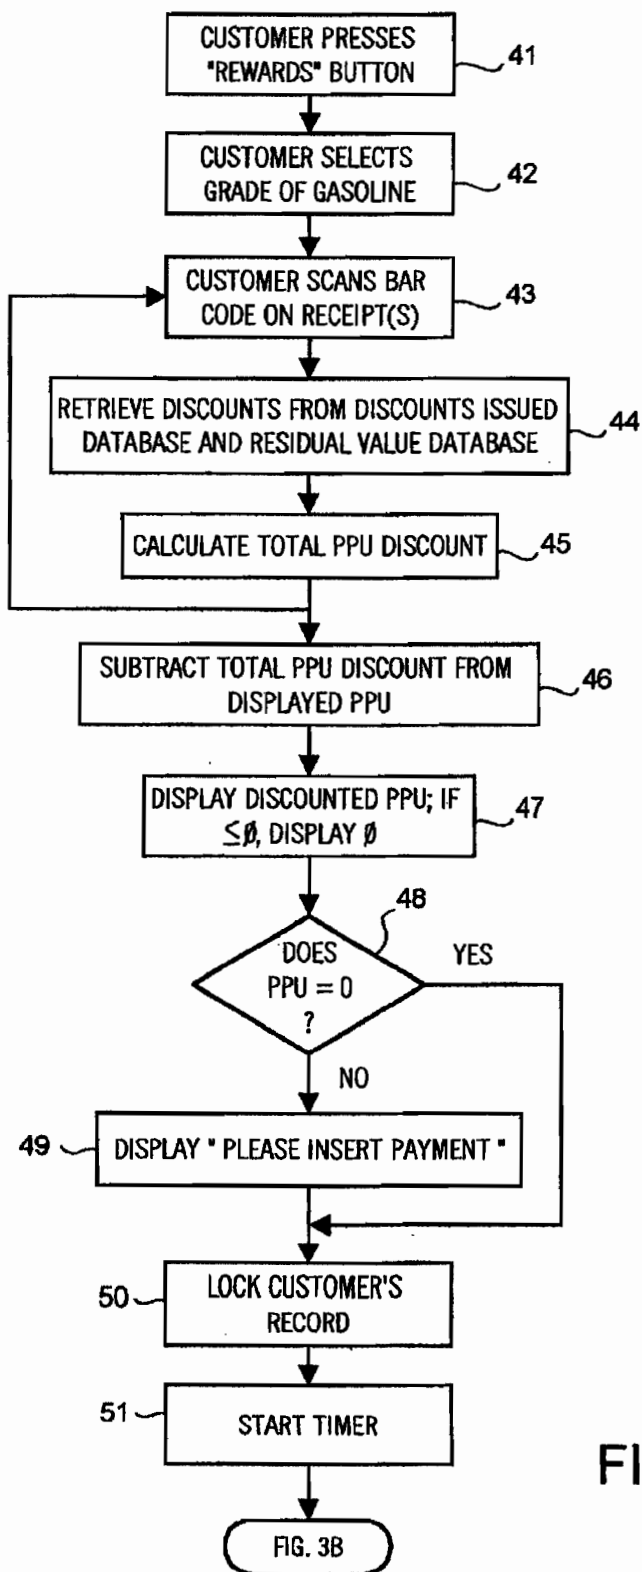 CUSTOMER PRESSES
"REWARDS" BUTTON
41
CUSTOMER SELECTS
GRADE OF GASOLINE
42
CUSTOMER SCANS BAR
CODE ON RECEIPT(S)
43
RETRIEVE DISCOUNTS FROM DISCOUNTS ISSUED
DATABASE AND RESIDUAL VALUE DATABASE
44
CALCULATE TOTAL PPU DISCOUNT
45
SUBTRACT TOTAL PPU DISCOUNT FROM
DISPLAYED PPU
46
DISPLAY DISCOUNTED PPU; IF
≤Ø, DISPLAY Ø
47
48
DOES
PPU = 0
?
YES
NO
49
DISPLAY "PLEASE INSERT PAYMENT"
50
LOCK CUSTOMER'S
RECORD
51
START TIMER
FI
FIG. 3B